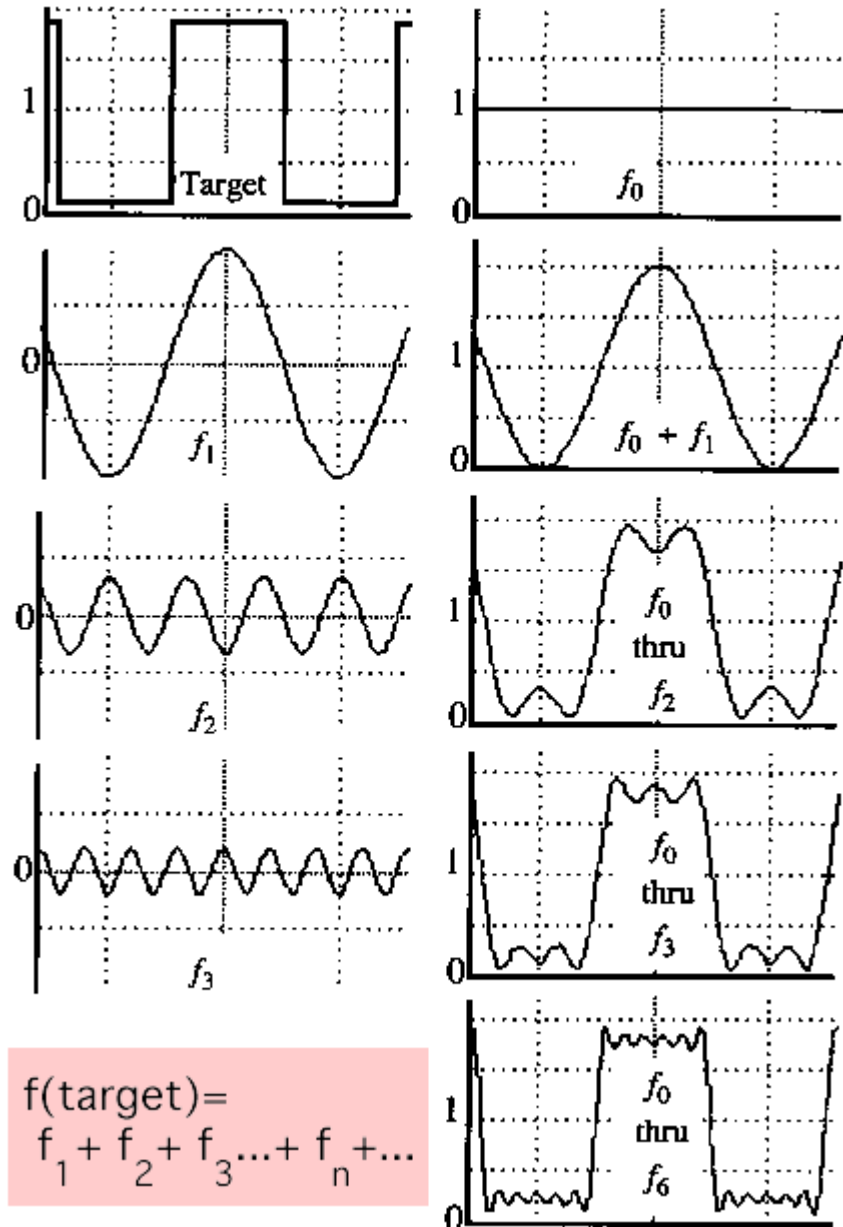 1
0
Target
1
0
f₀
0
f₁
1
0
f₀ + f₁
0
f₂
1
0
f₀
thru
f₂
0
f₃
1
0
f₀
thru
f₃
f(target)=
f₁+ f₂+ f₃...+ fₙ+...
1
0
f₀
thru
f₆